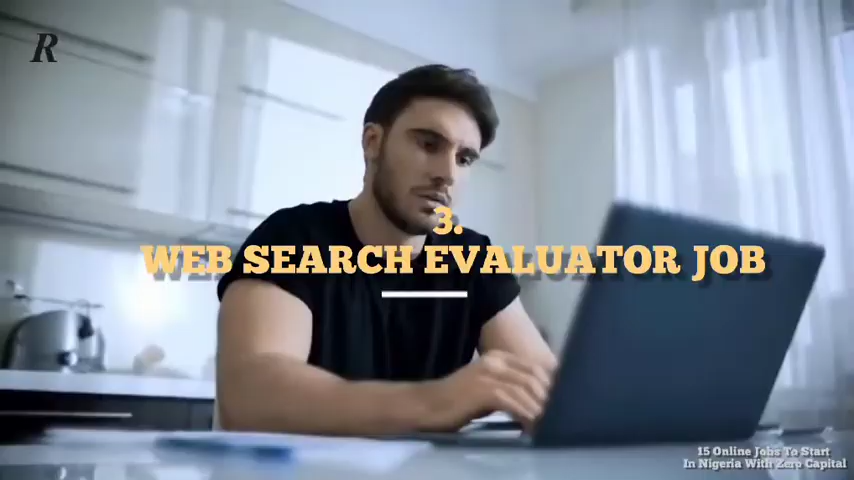 R
3.
WEB SEARCH EVALUATOR JOB
15 Online Jobs To Start
In Nigeria With Zero Capital